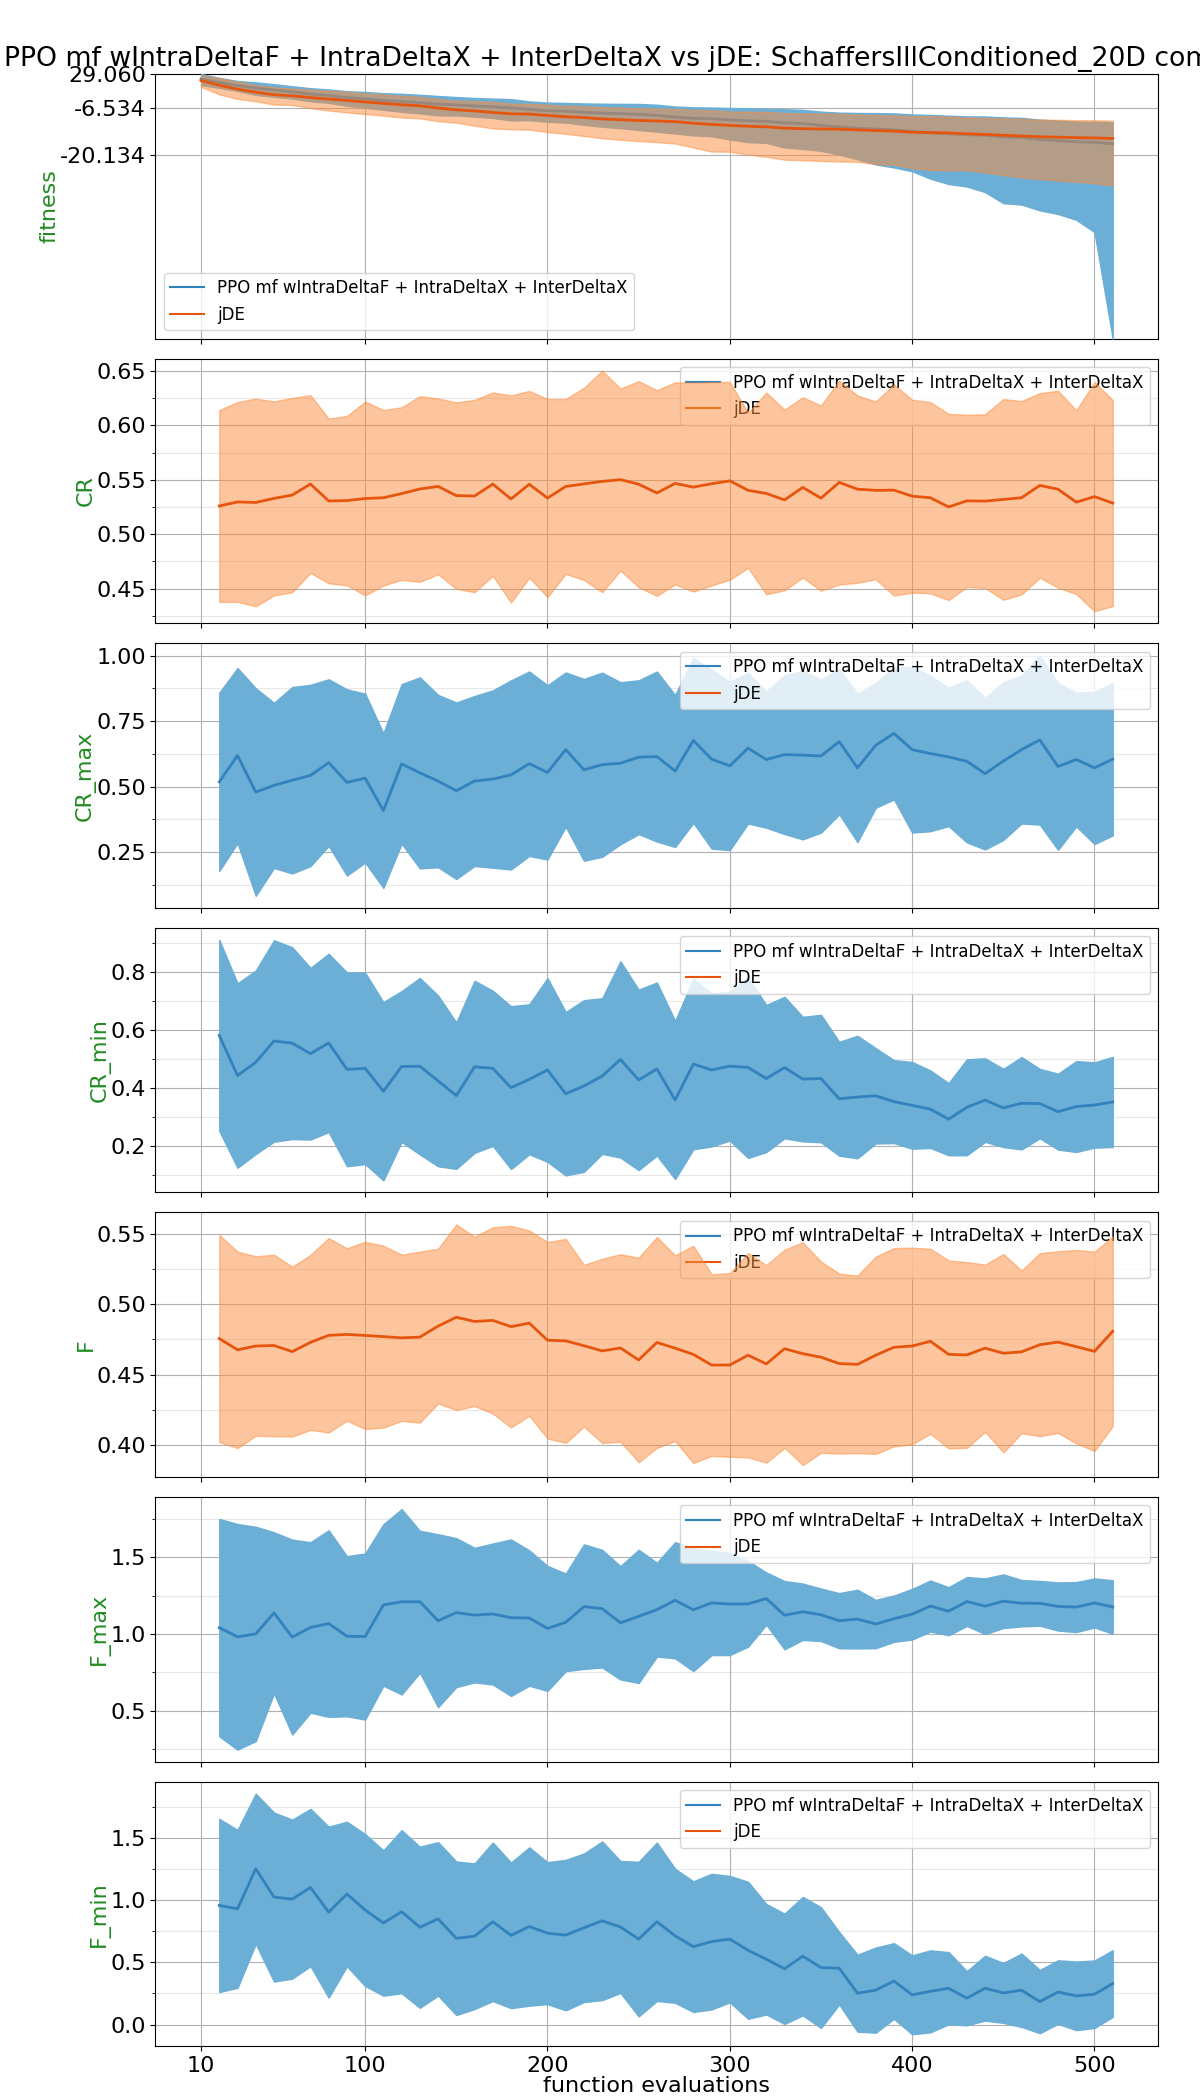 PPO mf wIntraDeltaF + IntraDeltaX + InterDeltaX vs jDE: SchaffersIllConditioned_20D com
29.060
-6.534
-20.134
fitness
PPO mf wIntraDeltaF + IntraDeltaX + InterDeltaX
jDE
0.65
0.60
0.55
0.50
0.45
CR
PPO mf wIntraDeltaF + IntraDeltaX + InterDeltaX
jDE
1.00
0.75
0.50
0.25
CR_max
PPO mf wIntraDeltaF + IntraDeltaX + InterDeltaX
jDE
0.8
0.6
0.4
0.2
CR_min
PPO mf wIntraDeltaF + IntraDeltaX + InterDeltaX
jDE
0.55
0.50
0.45
0.40
F
PPO mf wIntraDeltaF + IntraDeltaX + InterDeltaX
jDE
1.5
1.0
0.5
F_max
PPO mf wIntraDeltaF + IntraDeltaX + InterDeltaX
jDE
1.5
1.0
0.5
0.0
F_min
PPO mf wIntraDeltaF + IntraDeltaX + InterDeltaX
jDE
10 100 200 300 400 500
function evaluations